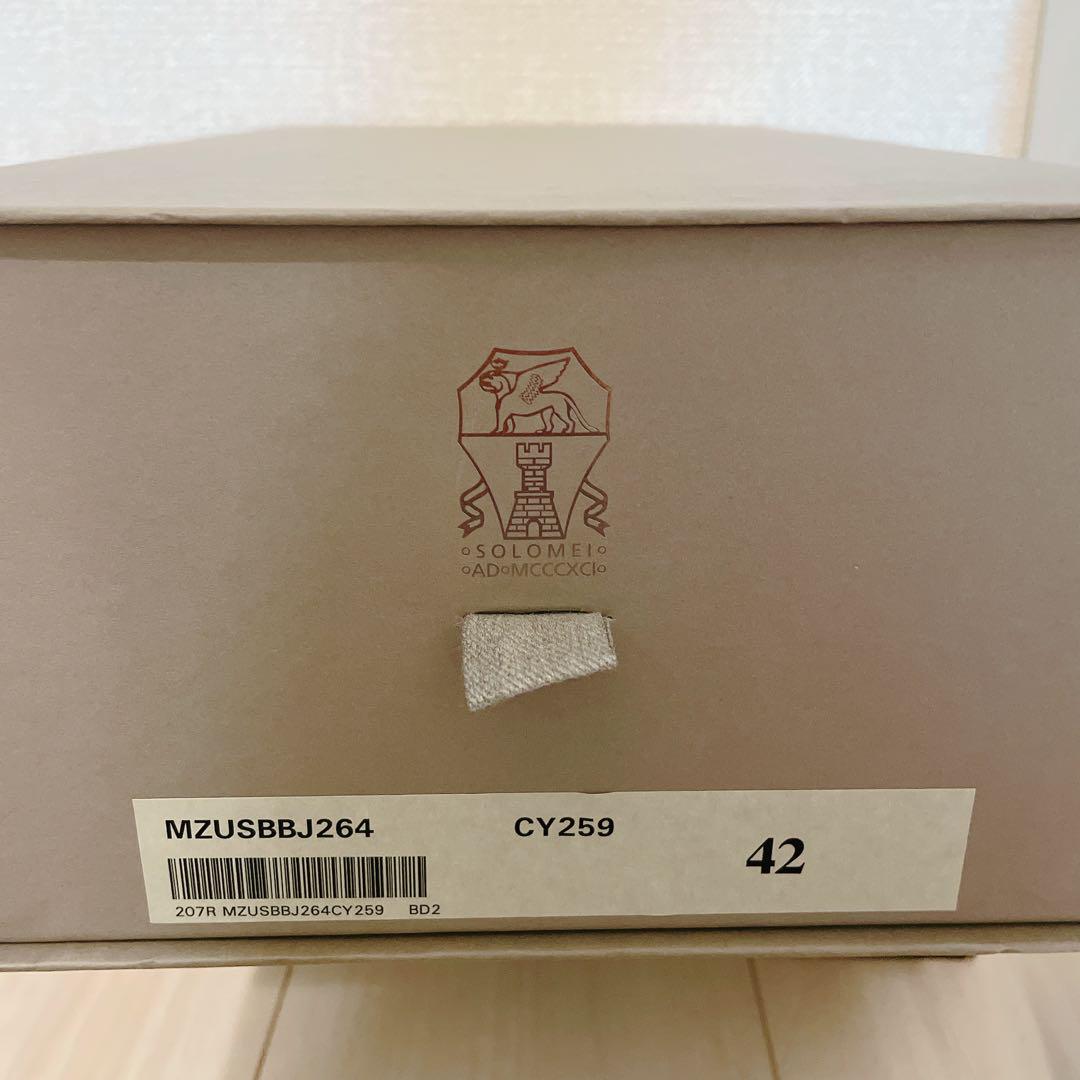 ◦SOLOMEI◦
◦AD◦MCCCXCI◦
MZUSBBJ264 CY259
42
207R MZUSBBJ264CY259 BD2